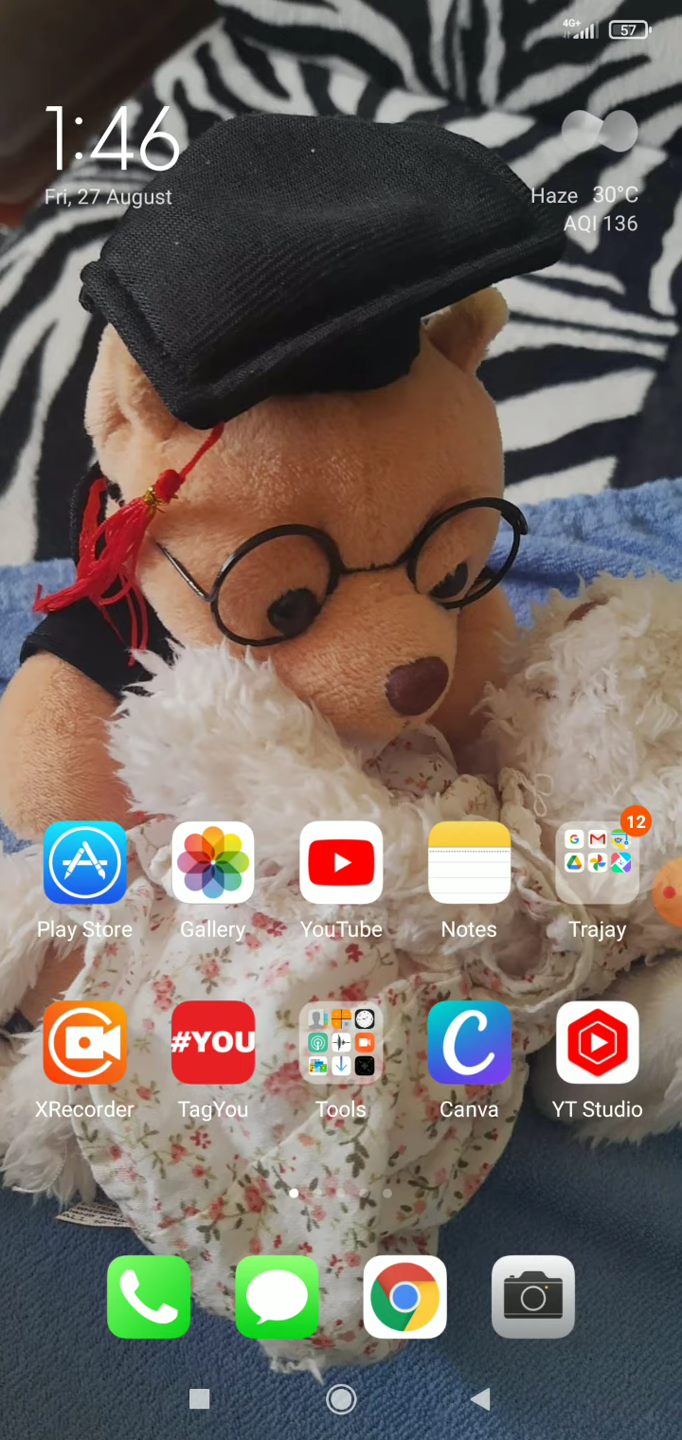 4G+ 57
1:46
Fri, 27 August
Haze 30°C
AQI 136
12
Play Store
Gallery
YouTube
Notes
Trajay
#YOU
C
XRecorder
TagYou
Tools
Canva
YT Studio